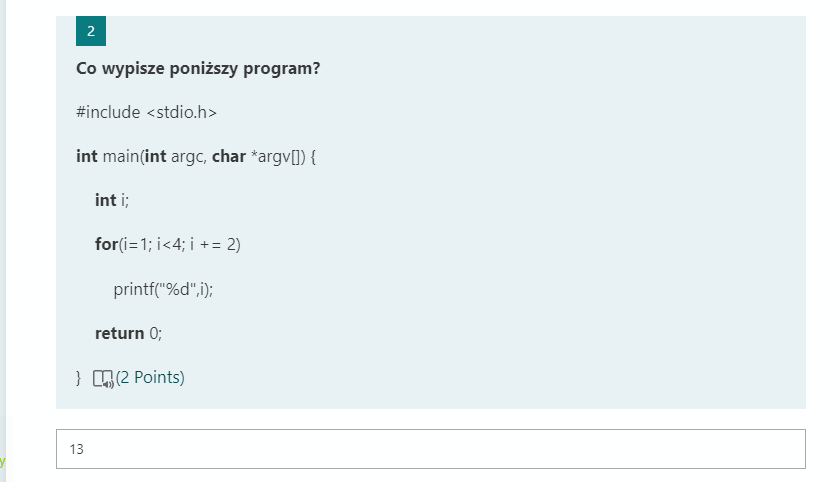 2
Co wypisze poniższy program?
#include <stdio.h>
int main(int argc, char *argv[]) {
int i;
for(i=1; i<4; i += 2)
printf("%d",i);
return 0;
} (2 Points)
13
y